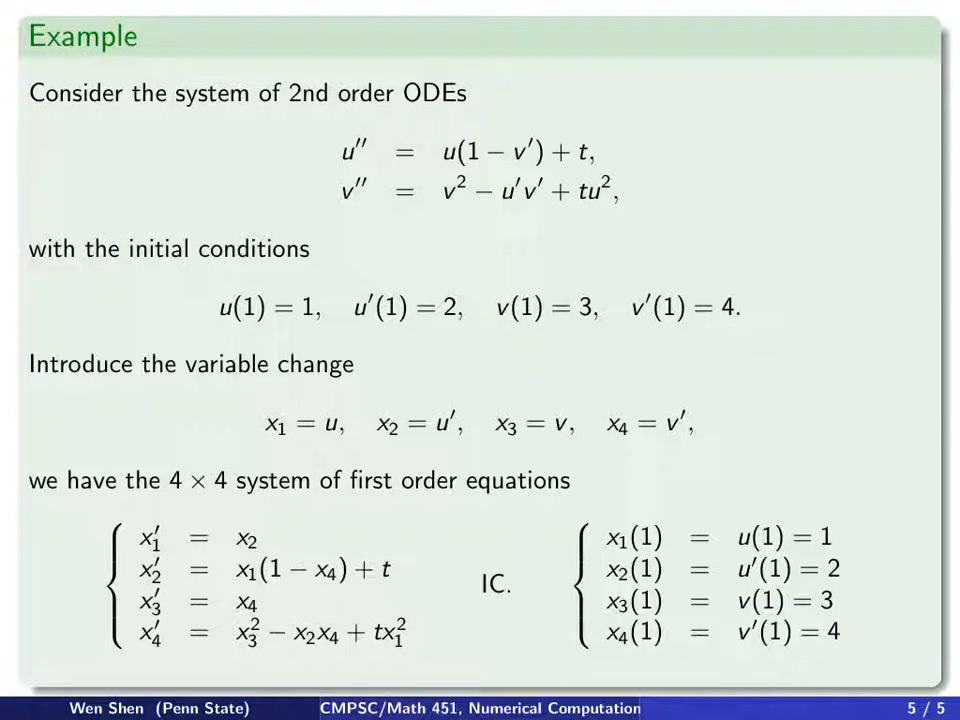 Example
Consider the system of 2nd order ODEs
u′′ = u(1 − v′) + t,
v′′ = v² − u′v′ + tu²,
with the initial conditions
u(1) = 1, u′(1) = 2, v(1) = 3, v′(1) = 4.
Introduce the variable change
x₁ = u, x₂ = u′, x₃ = v, x₄ = v′,
we have the 4 × 4 system of first order equations
x₁′ = x₂
x₂′ = x₁(1 − x₄) + t
x₃′ = x₄
x₄′ = x₃² − x₂x₄ + tx₁²
IC.
x₁(1) = u(1) = 1
x₂(1) = u′(1) = 2
x₃(1) = v(1) = 3
x₄(1) = v′(1) = 4
Wen Shen (Penn State) CMPSC/Math 451, Numerical Computation 5 / 5